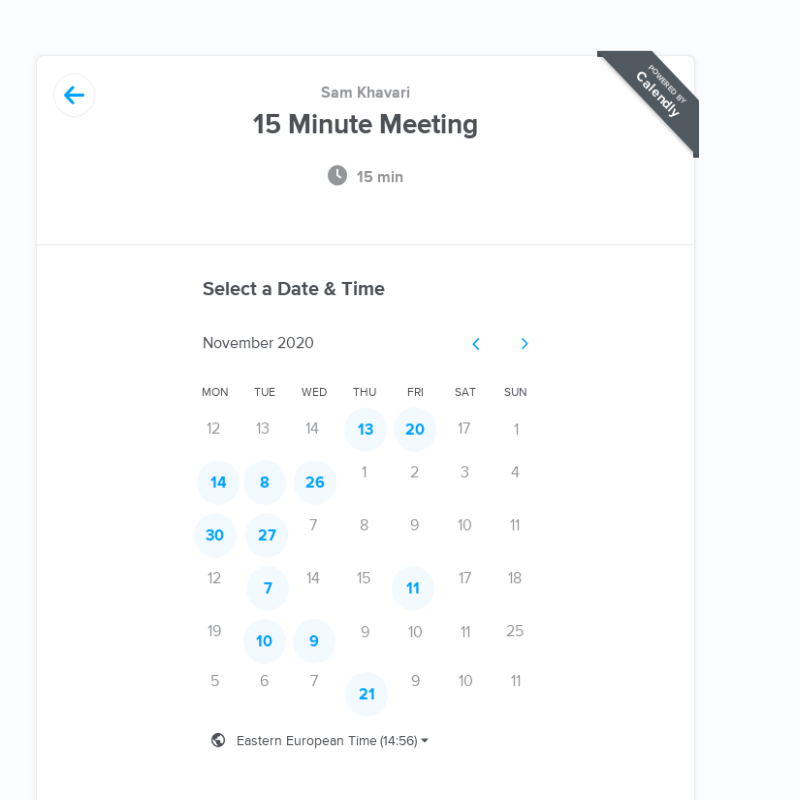 POWERED BY
Calendly
Sam Khavari
15 Minute Meeting
15 min
Select a Date & Time
November 2020
MON TUE WED THU FRI SAT SUN
12 13 14 13 20 17 1
14 8 26 1 2 3 4
30 27 7 8 9 10 11
12 7 14 15 11 17 18
19 10 9 9 10 11 25
5 6 7 21 9 10 11
Eastern European Time (14:56)